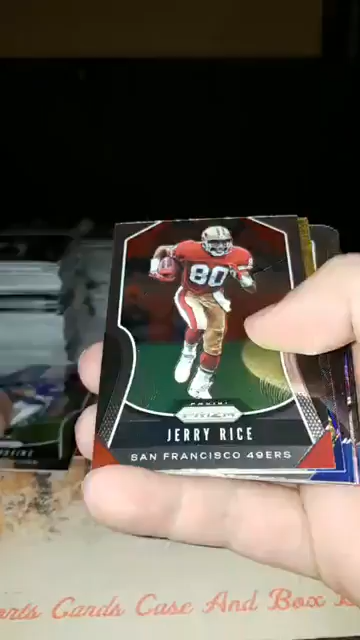 80
PANINI
PRIZM
JERRY RICE
SAN FRANCISCO 49ERS
Cards Case And Box B